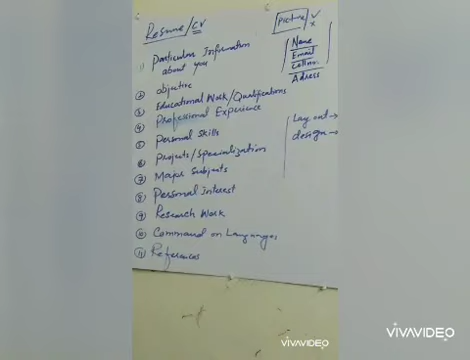 Resume/CV
Picture ✓
x
Name
Email
Adress
1) Particular Information
about you
② objective
③ Educational Work/Qualifications
④ Professional Experience
⑤ Personal Skills
⑥ Projects/Specialization
⑦ Major Subjects
⑧ Personal Interest
⑨ Research Work
⑩ Command on Languages
⑪ References
Lay out→
design→
VIVAVIDEO
VIVAVIDEO